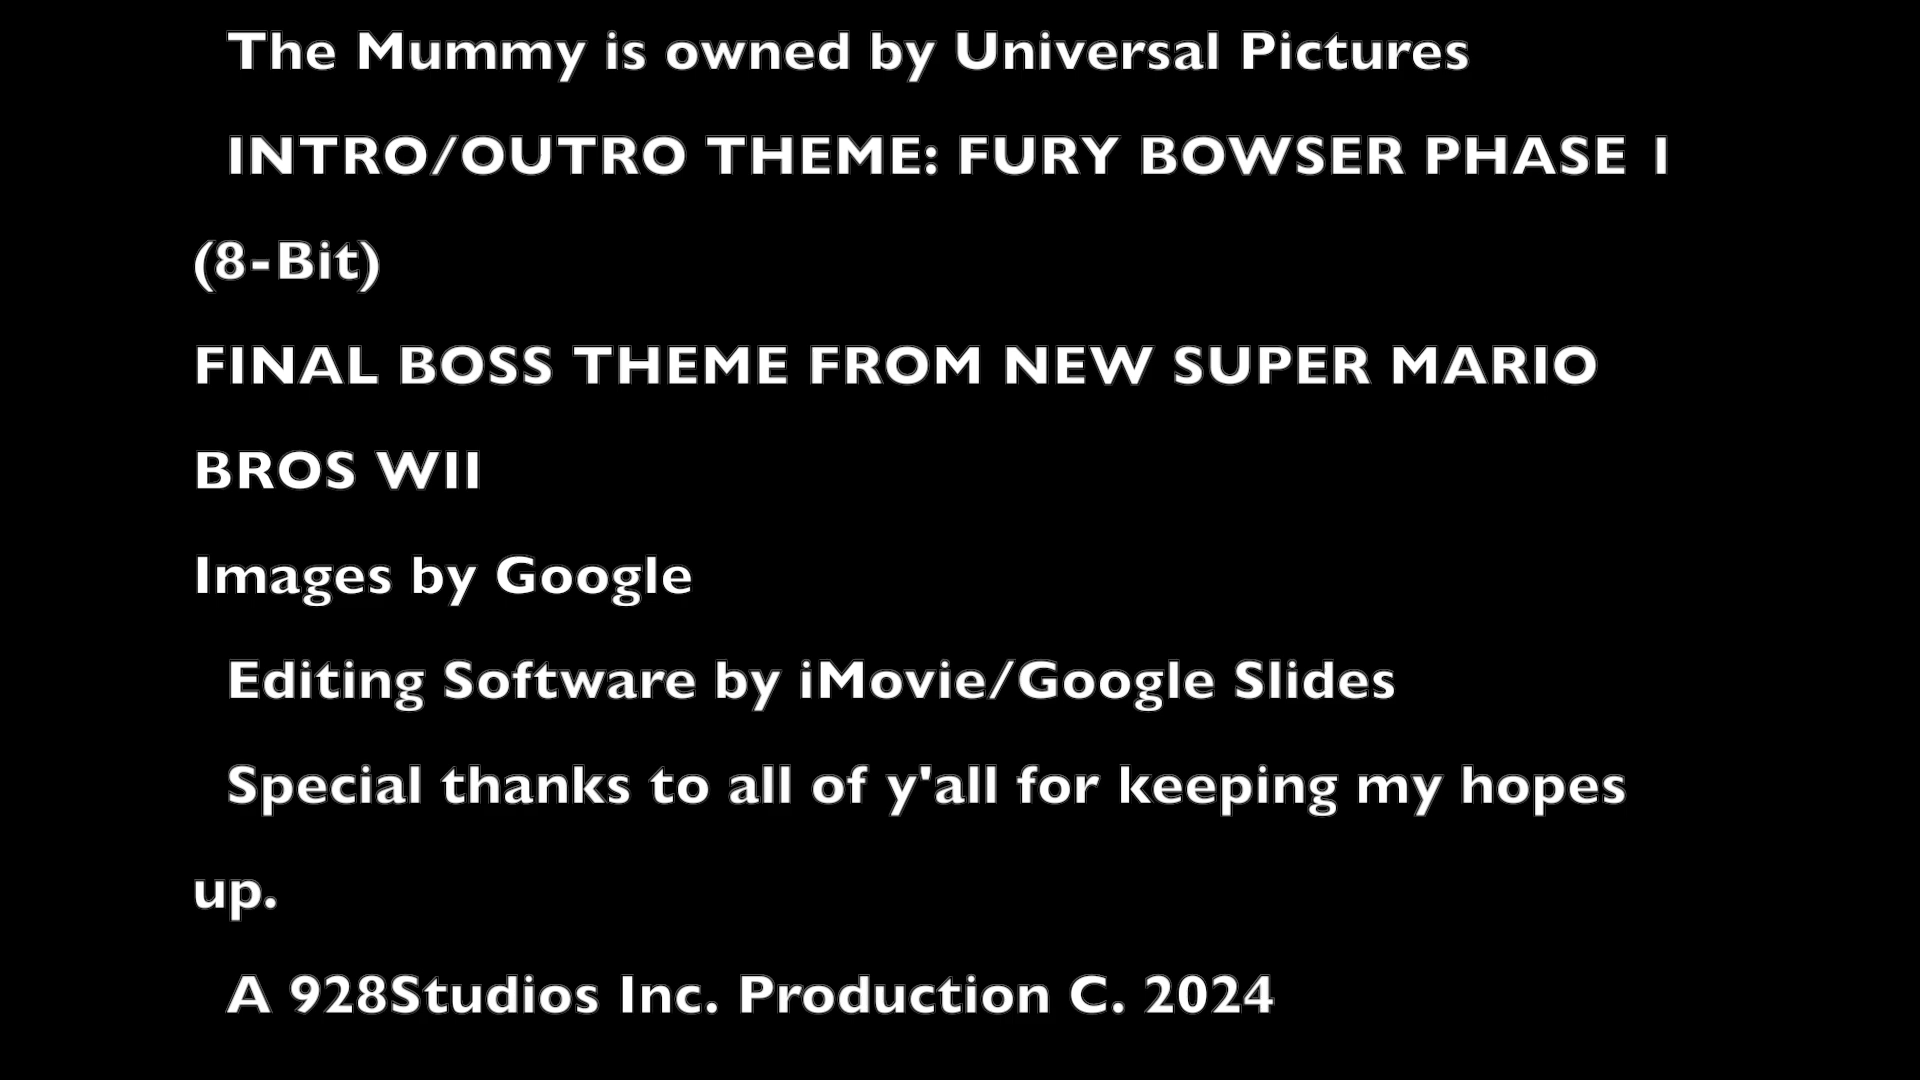 The Mummy is owned by Universal Pictures
INTRO/OUTRO THEME: FURY BOWSER PHASE 1
(8-Bit)
FINAL BOSS THEME FROM NEW SUPER MARIO
BROS WII
Images by Google
Editing Software by iMovie/Google Slides
Special thanks to all of y'all for keeping my hopes
up.
A 928Studios Inc. Production C. 2024